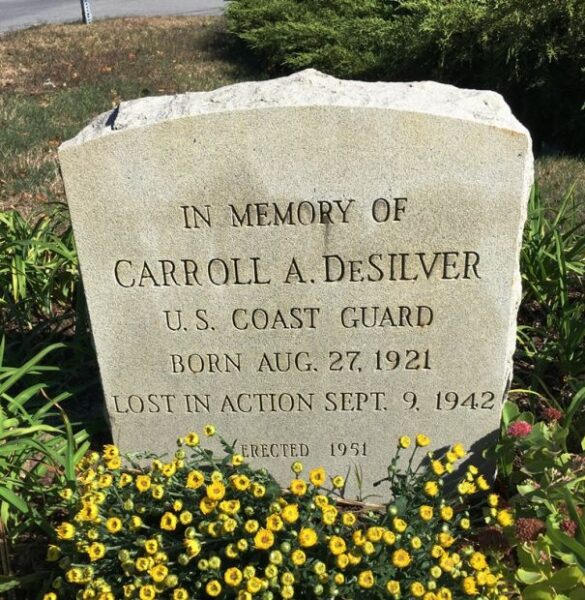 IN MEMORY OF
CARROLL A. DeSILVER
U. S. COAST GUARD
BORN AUG. 27, 1921
LOST IN ACTION SEPT. 9, 1942
ERECTED 1951